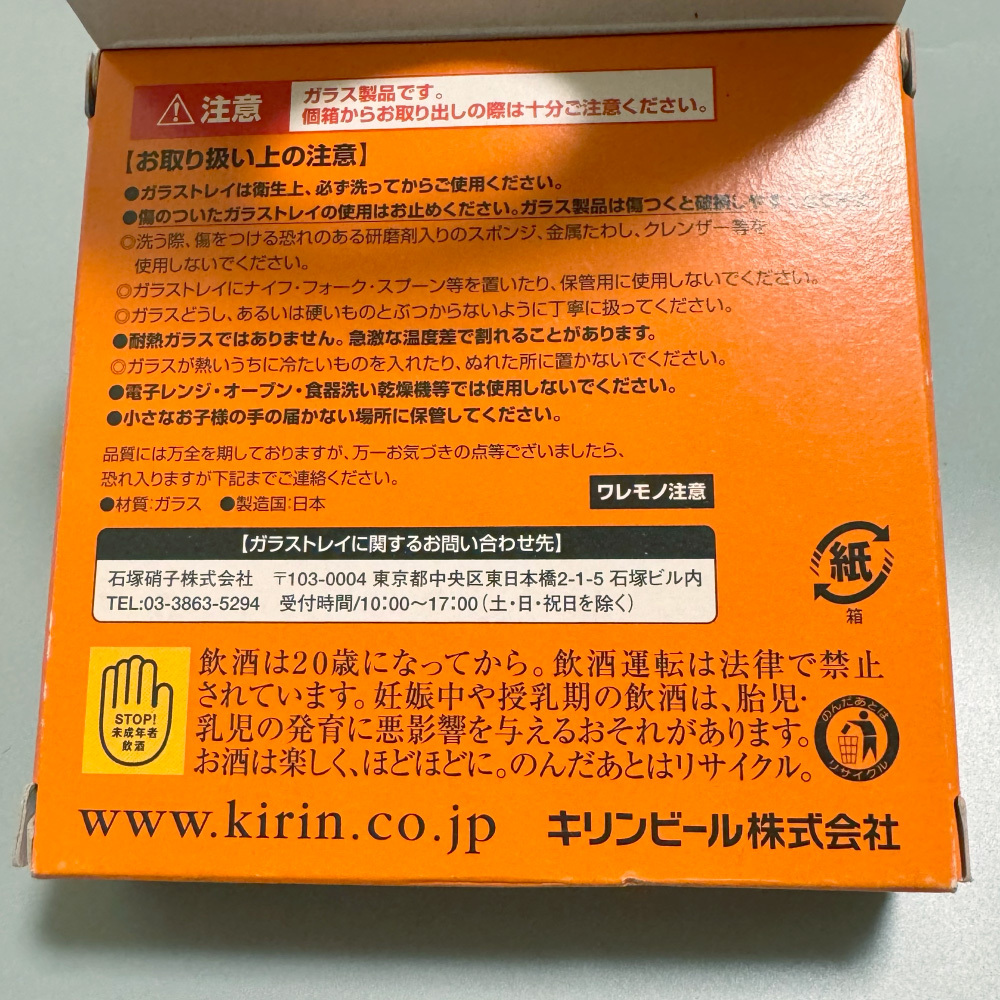 注意
ガラス製品です。
個箱からお取り出しの際は十分ご注意ください。
【お取り扱い上の注意】
●ガラストレイは衛生上、必ず洗ってからご使用ください。
●傷のついたガラストレイの使用はお止めください。ガラス製品は傷つくと破損しやす
◎洗う際、傷をつける恐れのある研磨剤入りのスポンジ、金属たわし、クレンザー等を
使用しないでください。
◎ガラストレイにナイフ・フォーク・スプーン等を置いたり、保管用に使用しないでください。
◎ガラスどうし、あるいは硬いものとぶつからないように丁寧に扱ってください。
●耐熱ガラスではありません。急激な温度差で割れることがあります。
◎ガラスが熱いうちに冷たいものを入れたり、ぬれた所に置かないでください。
●電子レンジ・オーブン・食器洗い乾燥機等では使用しないでください。
●小さなお子様の手の届かない場所に保管してください。
品質には万全を期しておりますが、万一お気づきの点等ございましたら、
恐れ入りますが下記までご連絡ください。
●材質:ガラス ●製造国:日本
ワレモノ注意
【ガラストレイに関するお問い合わせ先】
石塚硝子株式会社 〒103-0004 東京都中央区東日本橋2-1-5 石塚ビル内
TEL:03-3863-5294 受付時間/10:00〜17:00(土・日・祝日を除く)
紙
箱
STOP!
未成年者
飲酒
飲酒は20歳になってから。飲酒運転は法律で禁止
されています。妊娠中や授乳期の飲酒は、胎児・
乳児の発育に悪影響を与えるおそれがあります。
お酒は楽しく、ほどほどに。のんだあとはリサイクル。
のんだあとは
リサイクル
www.kirin.co.jp
キリンビール株式会社